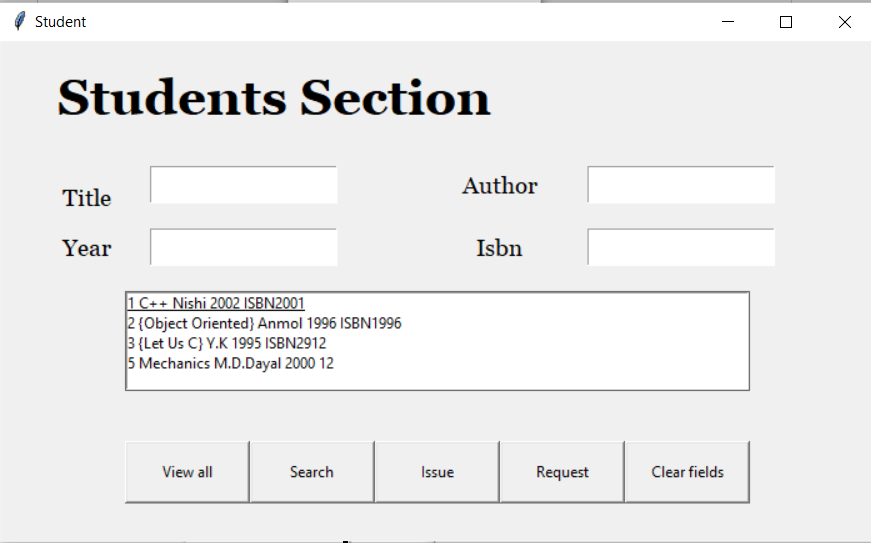 Student
Students Section
Title
Author
Year
Isbn
1 C++ Nishi 2002 ISBN2001
2 {Object Oriented} Anmol 1996 ISBN1996
3 {Let Us C} Y.K 1995 ISBN2912
5 Mechanics M.D.Dayal 2000 12
View all
Search
Issue
Request
Clear fields